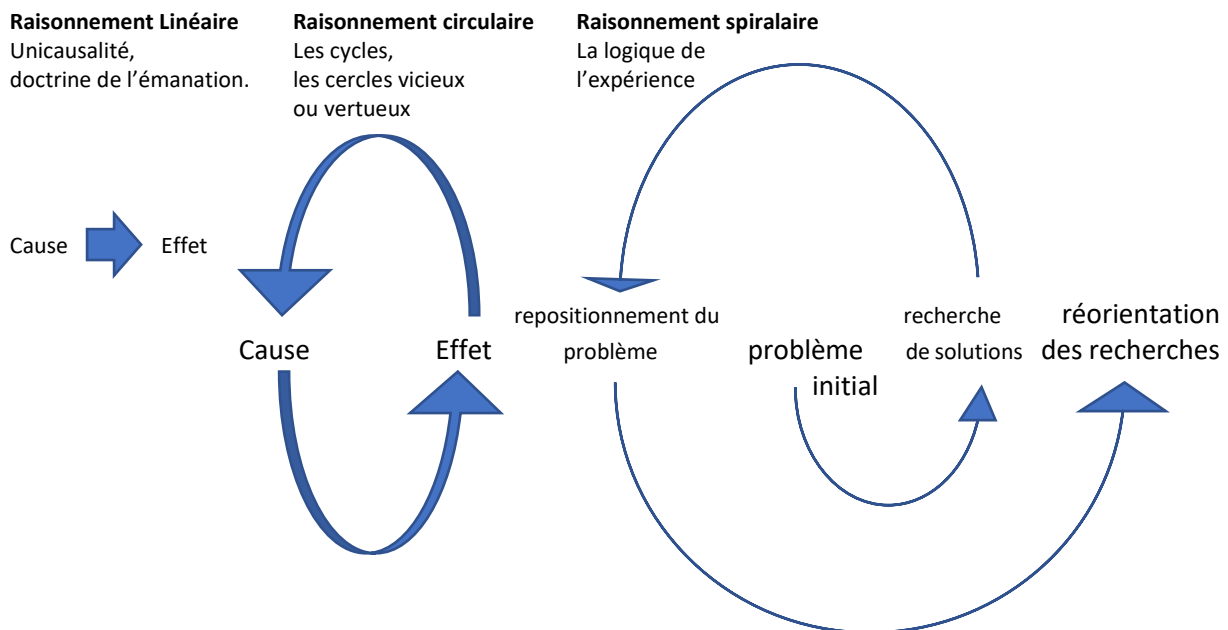 Raisonnement Linéaire
Unicausalité,
doctrine de l'émanation.
Raisonnement circulaire
Les cycles,
les cercles vicieux
ou vertueux
Raisonnement spiralaire
La logique de
l'expérience
Cause
Effet
Cause
Effet
repositionnement du
problème
problème
initial
recherche
de solutions
réorientation
des recherches